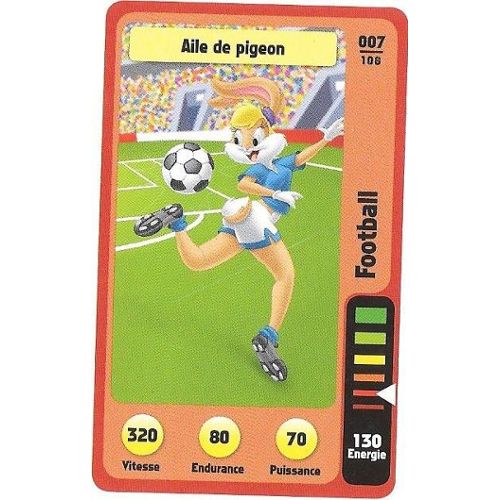 Aile de pigeon
007
108
Football
320
Vitesse
80
Endurance
70
Puissance
130
Energie